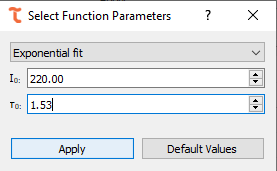 Select Function Parameters
Exponential fit
I₀: 220.00
τ₀: 1.53
Apply Default Values